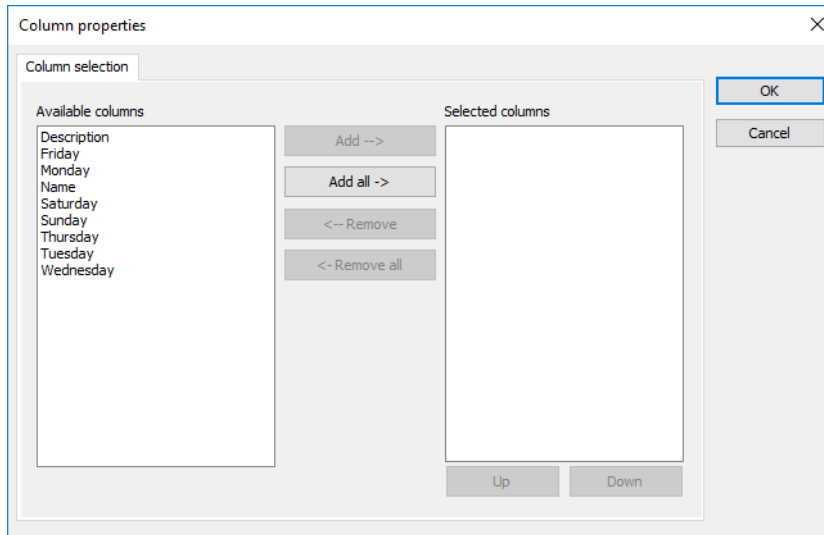 Column properties
Column selection
Available columns
Description
Friday
Monday
Name
Saturday
Sunday
Thursday
Tuesday
Wednesday
Add -->
Add all ->
<-- Remove
<- Remove all
Selected columns
Up
Down
OK
Cancel